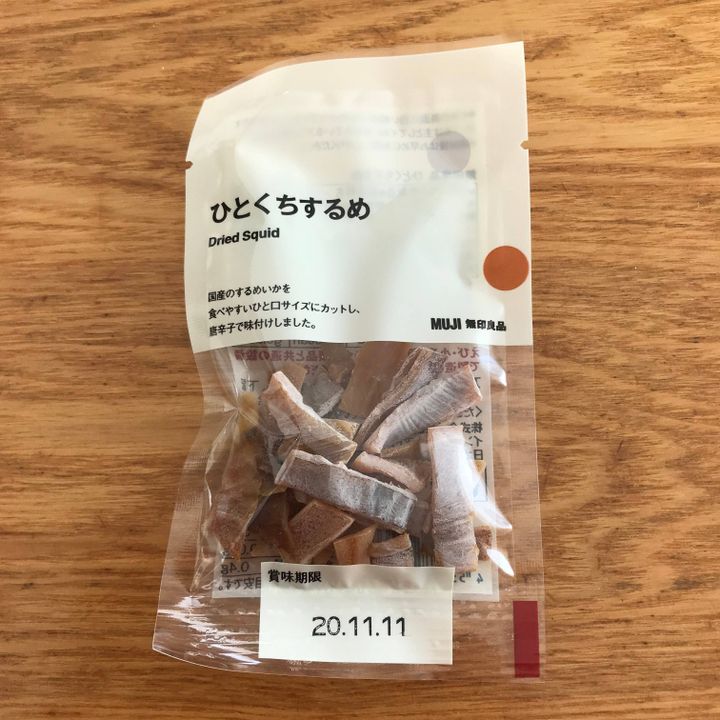 ひとくちするめ
Dried Squid
国産のするめいかを
食べやすいひと口サイズにカットし、
唐辛子で味付けしました。
MUJI 無印良品
賞味期限
20.11.11